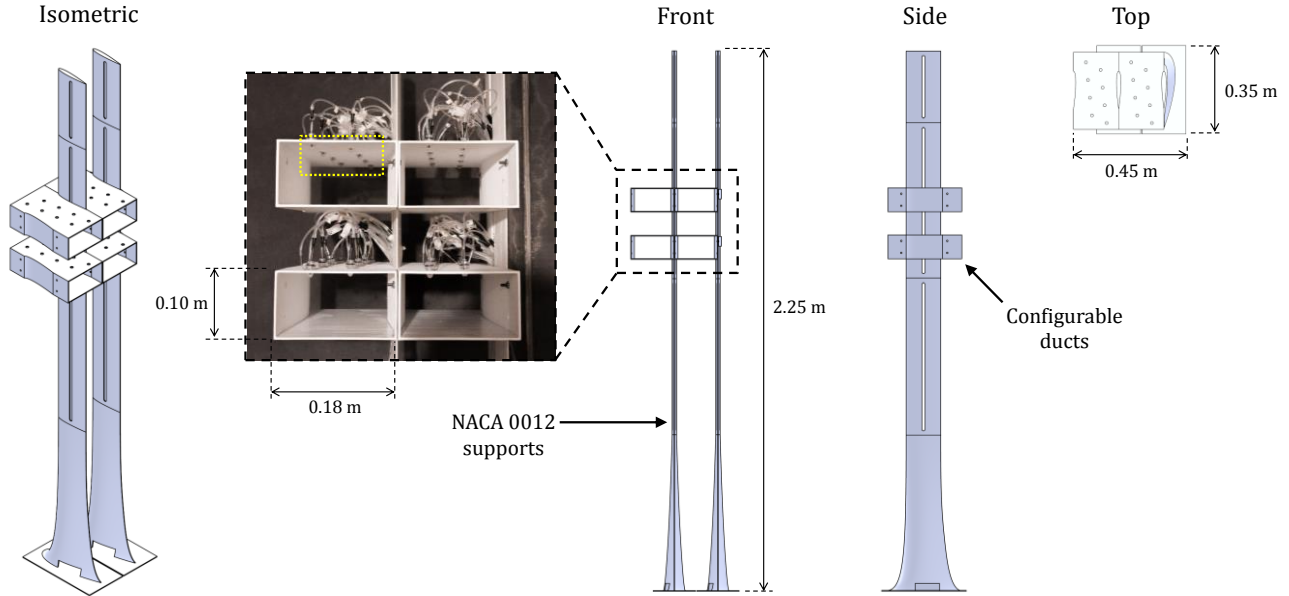 Isometric
Front
Side
Top
0.35 m
0.45 m
0.10 m
0.18 m
2.25 m
Configurable
ducts
NACA 0012
supports